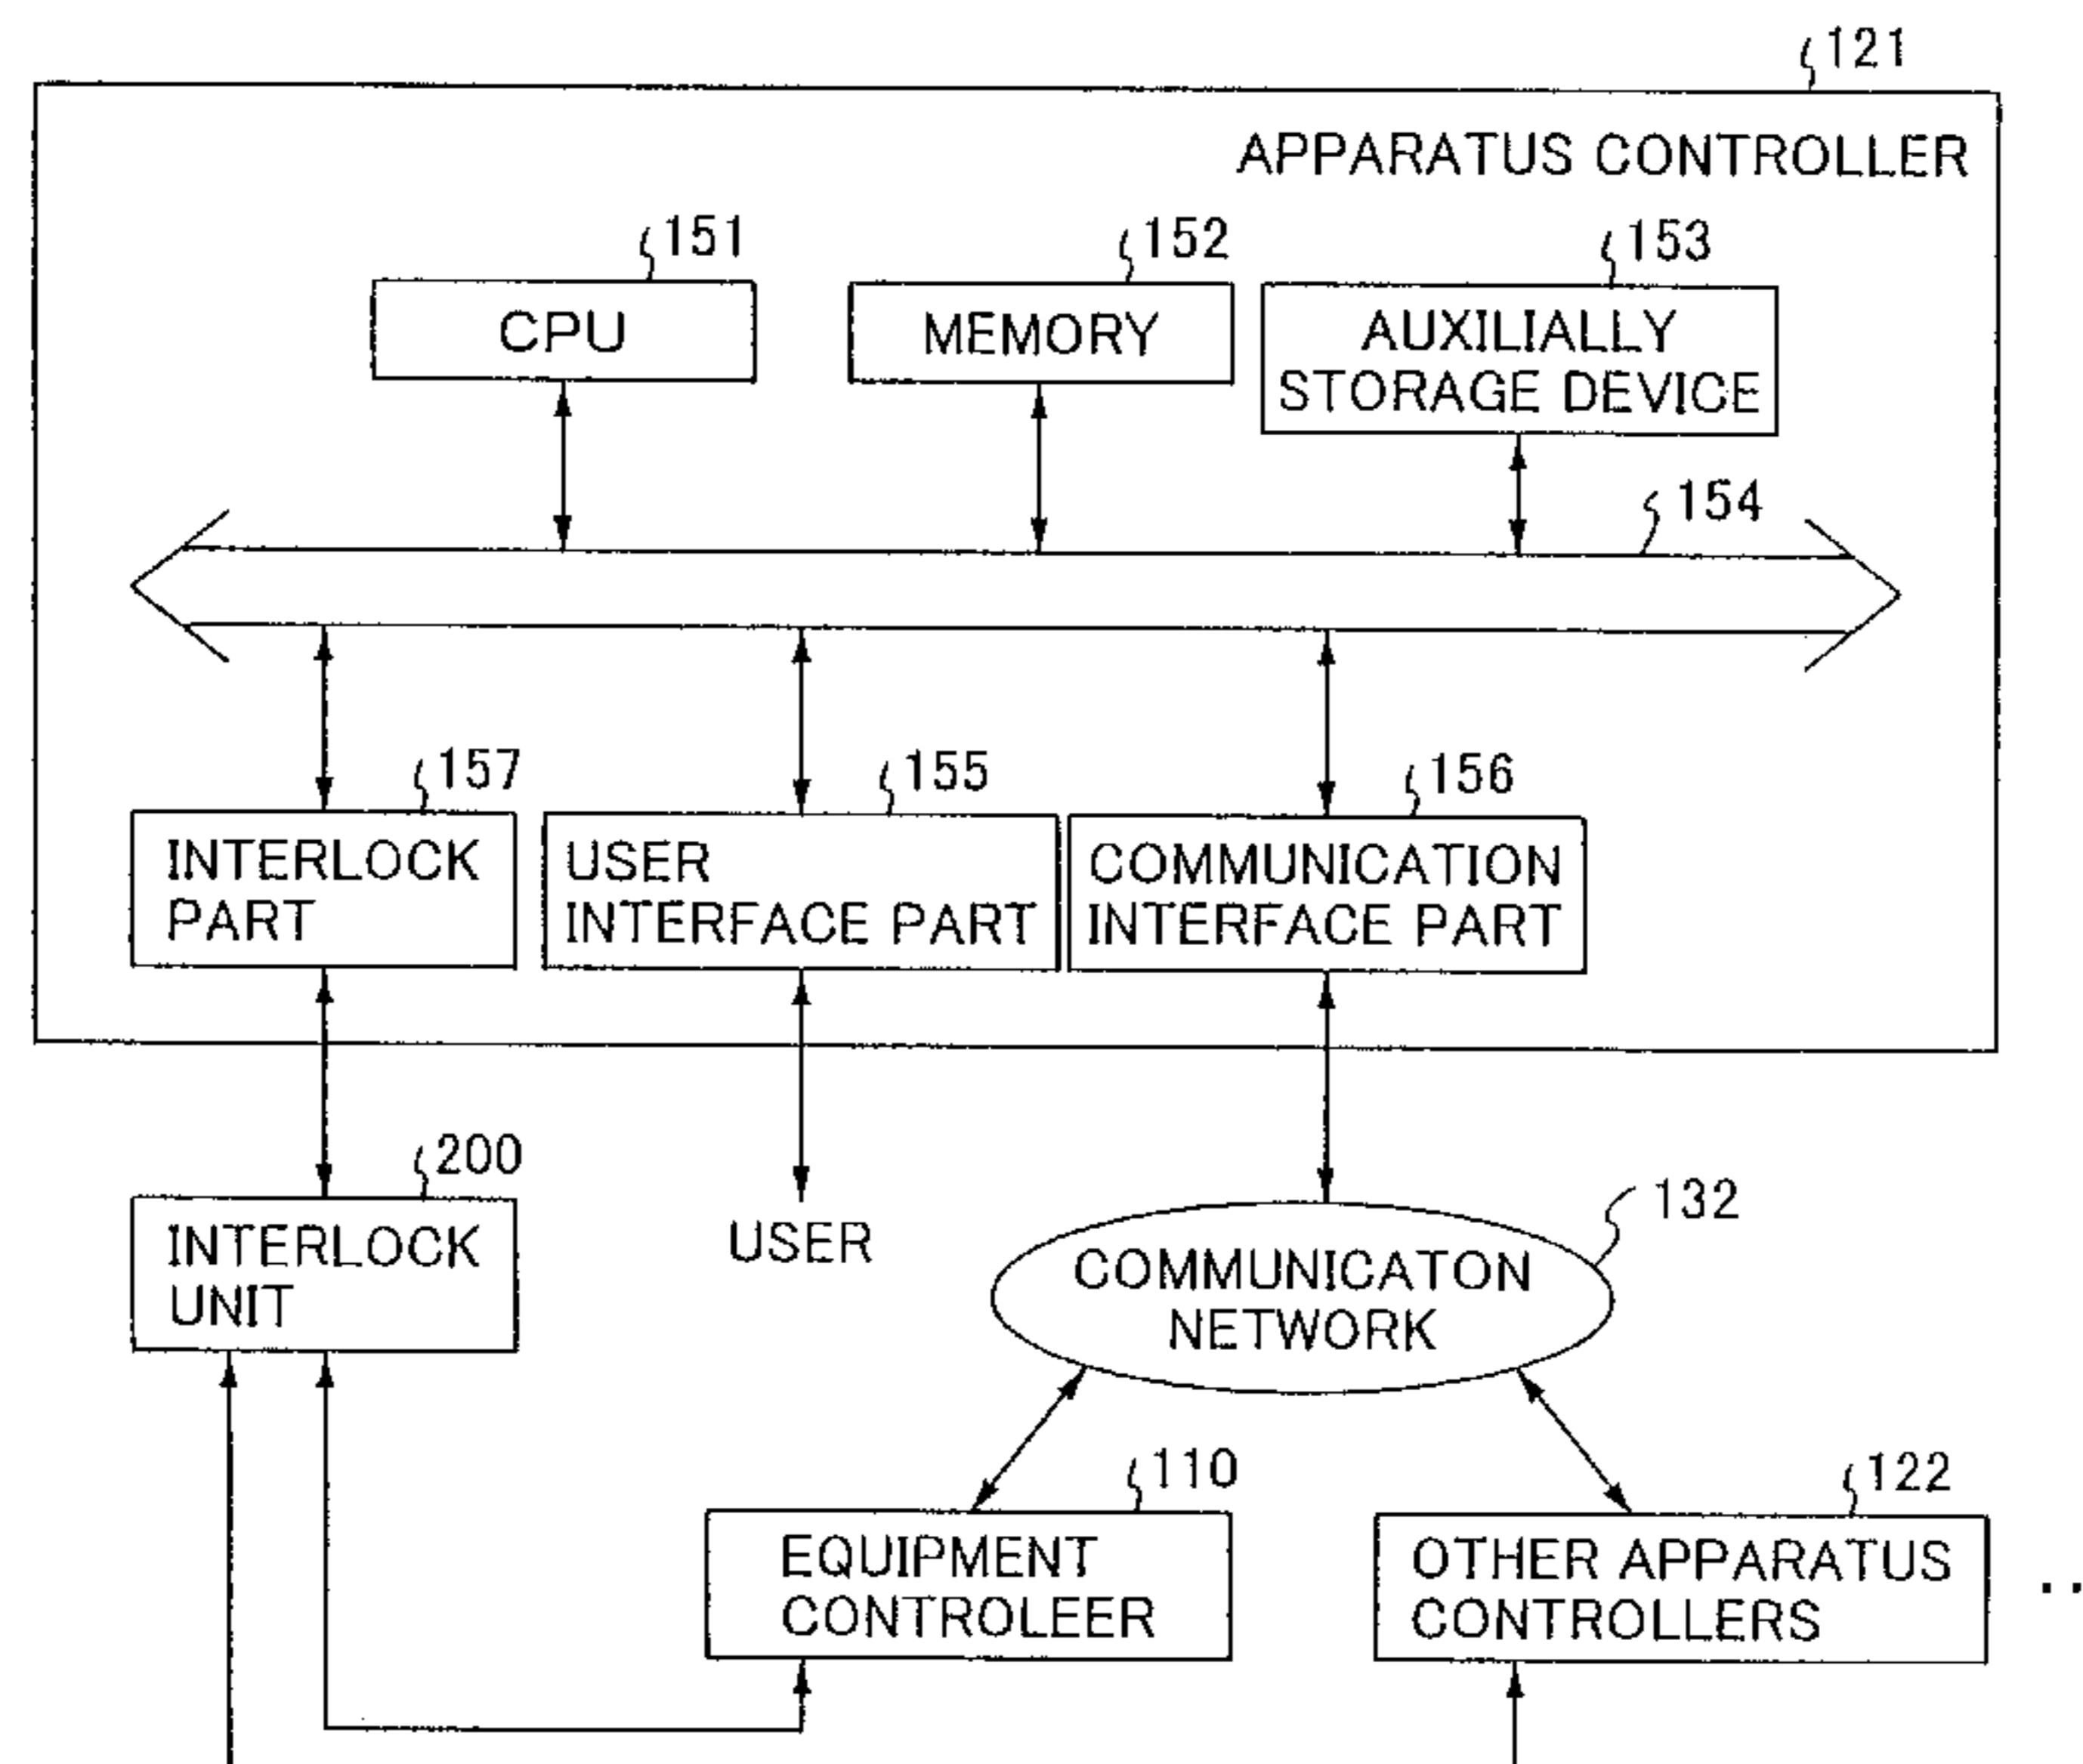 121
APPARATUS CONTROLLER
151
152
153
CPU
MEMORY
AUXILIALLY
STORAGE DEVICE
154
157
155
156
INTERLOCK
PART
USER
INTERFACE PART
COMMUNICATION
INTERFACE PART
200
132
INTERLOCK
UNIT
USER
COMMUNICATON
NETWORK
110
122
EQUIPMENT
CONTROLEER
OTHER APPARATUS
CONTROLLERS
..